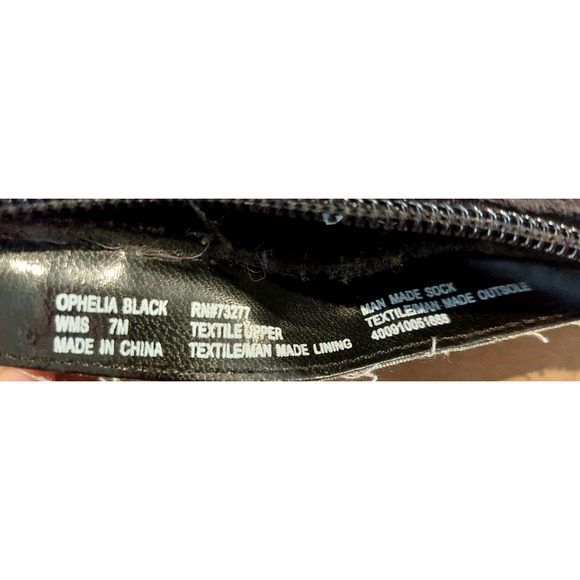 OPHELIA BLACK
WMS 7M
MADE IN CHINA
RN#73277
TEXTILE UPPER
TEXTILE/MAN MADE LINING
MAN MADE SOCK
TEXTILE/MAN MADE OUTSOLE